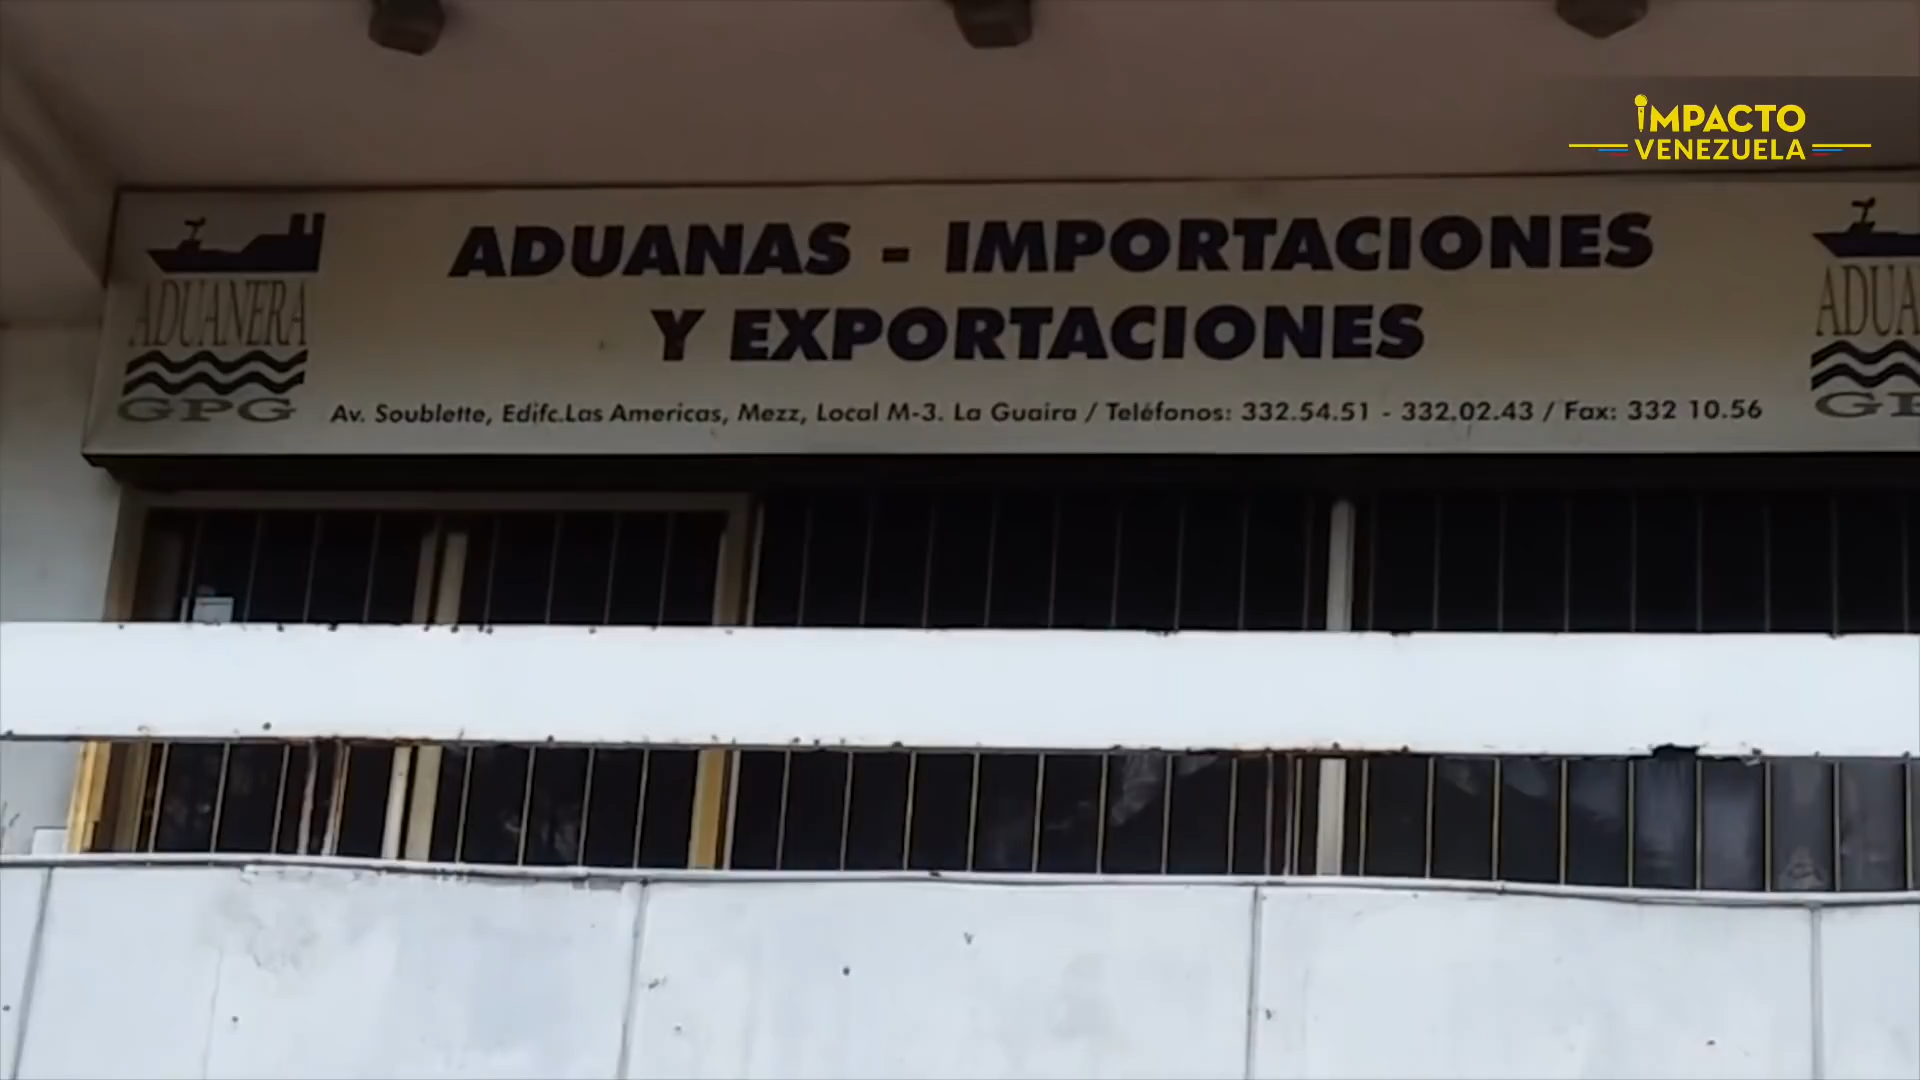 IMPACTO
VENEZUELA
ADUANAS - IMPORTACIONES
Y EXPORTACIONES
ADUANERA
GPG
Av. Soublette, Edifc.Las Americas, Mezz, Local M-3. La Guaira / Teléfonos: 332.54.51 - 332.02.43 / Fax: 332 10.56